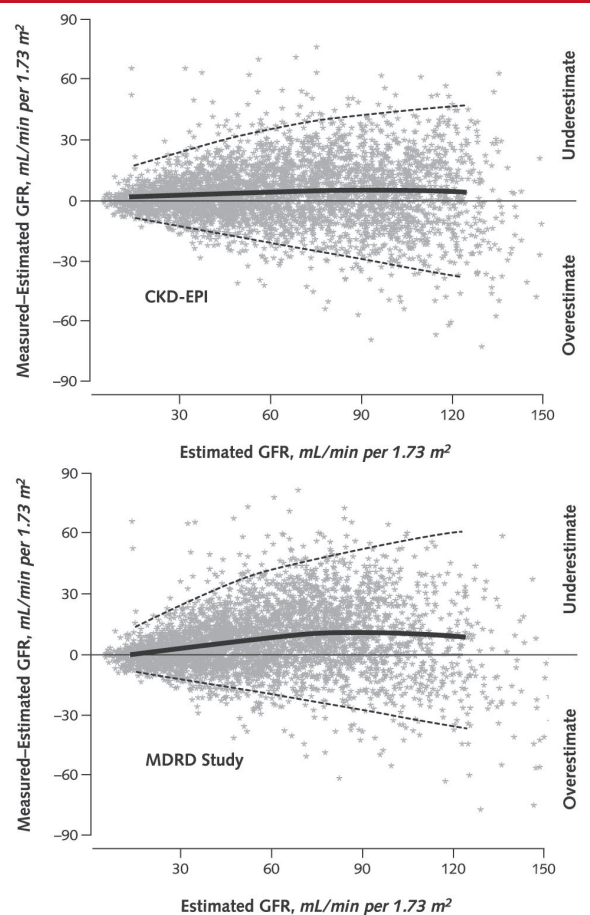 Measured–Estimated GFR, mL/min per 1.73 m²
90
60
30
0
–30
–60
–90
Underestimate
Overestimate
CKD-EPI
30
60
90
120
150
Estimated GFR, mL/min per 1.73 m²
Measured–Estimated GFR, mL/min per 1.73 m²
90
60
30
0
–30
–60
–90
Underestimate
Overestimate
MDRD Study
30
60
90
120
150
Estimated GFR, mL/min per 1.73 m²